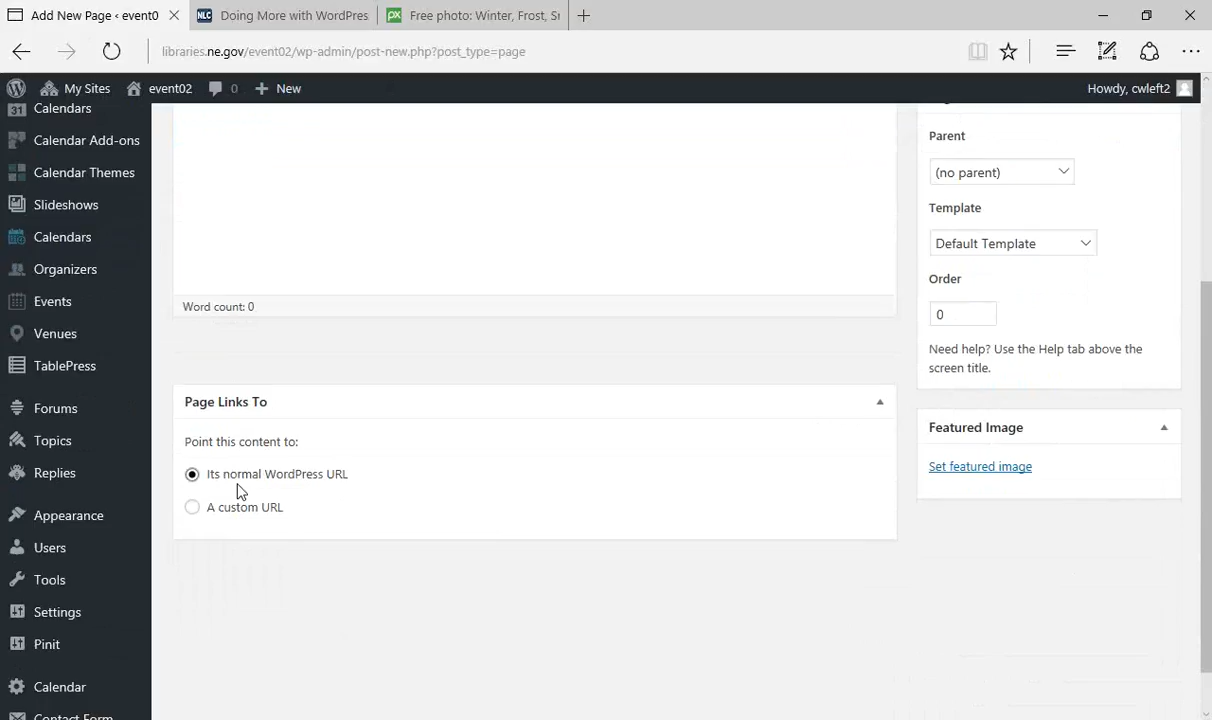 Add New Page ‹ event0
Doing More with WordPres
Free photo: Winter, Frost, Sr
libraries.ne.gov/event02/wp-admin/post-new.php?post_type=page
My Sites
event02
0
New
Howdy, cwleft2
Calendars
Calendar Add-ons
Calendar Themes
Slideshows
Calendars
Organizers
Events
Venues
TablePress
Forums
Topics
Replies
Appearance
Users
Tools
Settings
Pinit
Calendar
Contact Form
Word count: 0
Page Links To
Point this content to:
Its normal WordPress URL
A custom URL
Parent
(no parent)
Template
Default Template
Order
0
Need help? Use the Help tab above the
screen title.
Featured Image
Set featured image